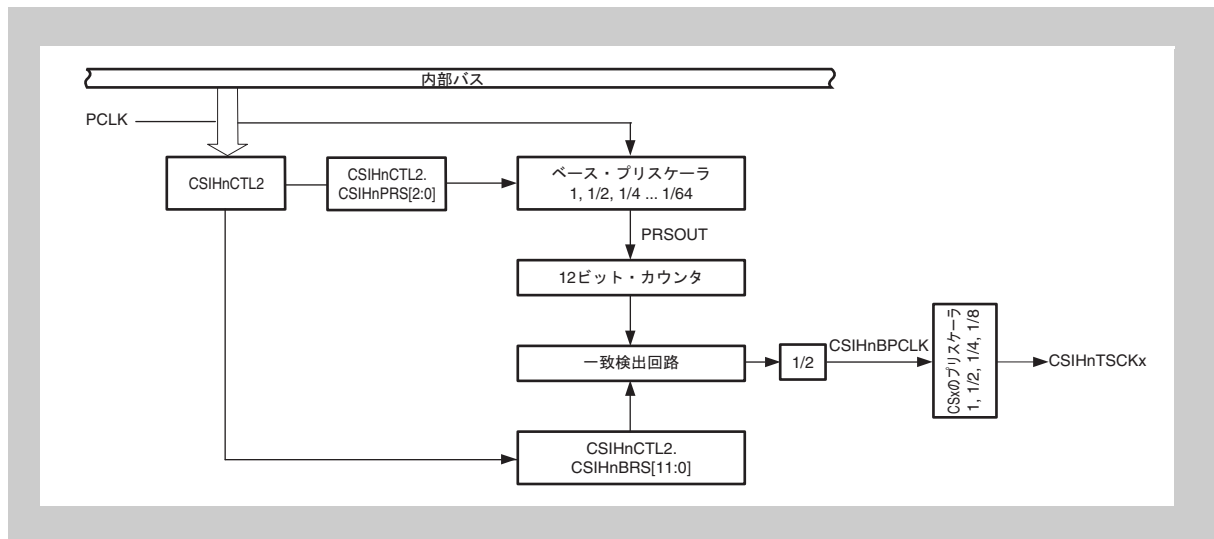 内部バス
PCLK
CSIHnCTL2
CSIHnCTL2.
CSIHnPRS[2:0]
ベース・プリスケーラ
1, 1/2, 1/4 ... 1/64
PRSOUT
12ビット・カウンタ
一致検出回路
1/2
CSIHnBPCLK
CSxのプリスケーラ
1, 1/2, 1/4, 1/8
CSIHnTSCKx
CSIHnCTL2.
CSIHnBRS[11:0]